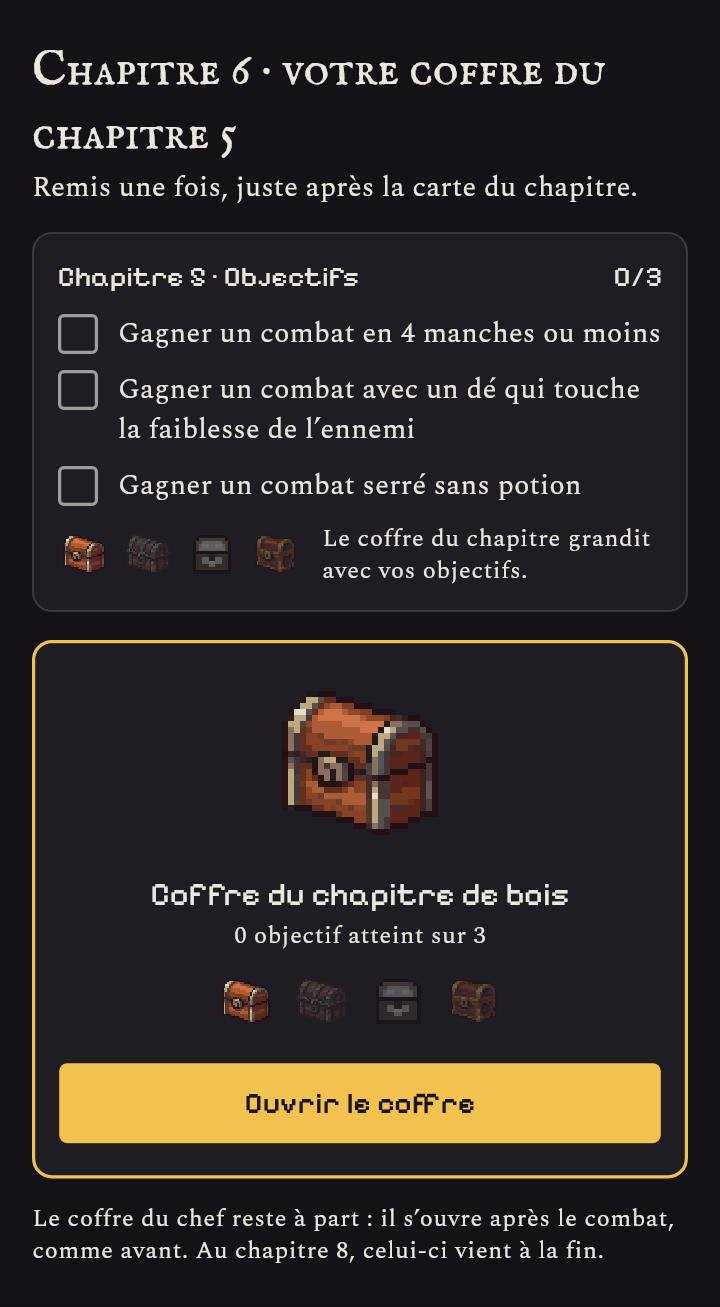 Chapitre 6 · votre coffre du
chapitre 5
Remis une fois, juste après la carte du chapitre.
Chapitre 5 · Objectifs 0/3
Gagner un combat en 4 manches ou moins
Gagner un combat avec un dé qui touche
la faiblesse de l’ennemi
Gagner un combat serré sans potion
Le coffre du chapitre grandit
avec vos objectifs.
Coffre du chapitre de bois
0 objectif atteint sur 3
Ouvrir le coffre
Le coffre du chef reste à part : il s’ouvre après le combat,
comme avant. Au chapitre 8, celui-ci vient à la fin.